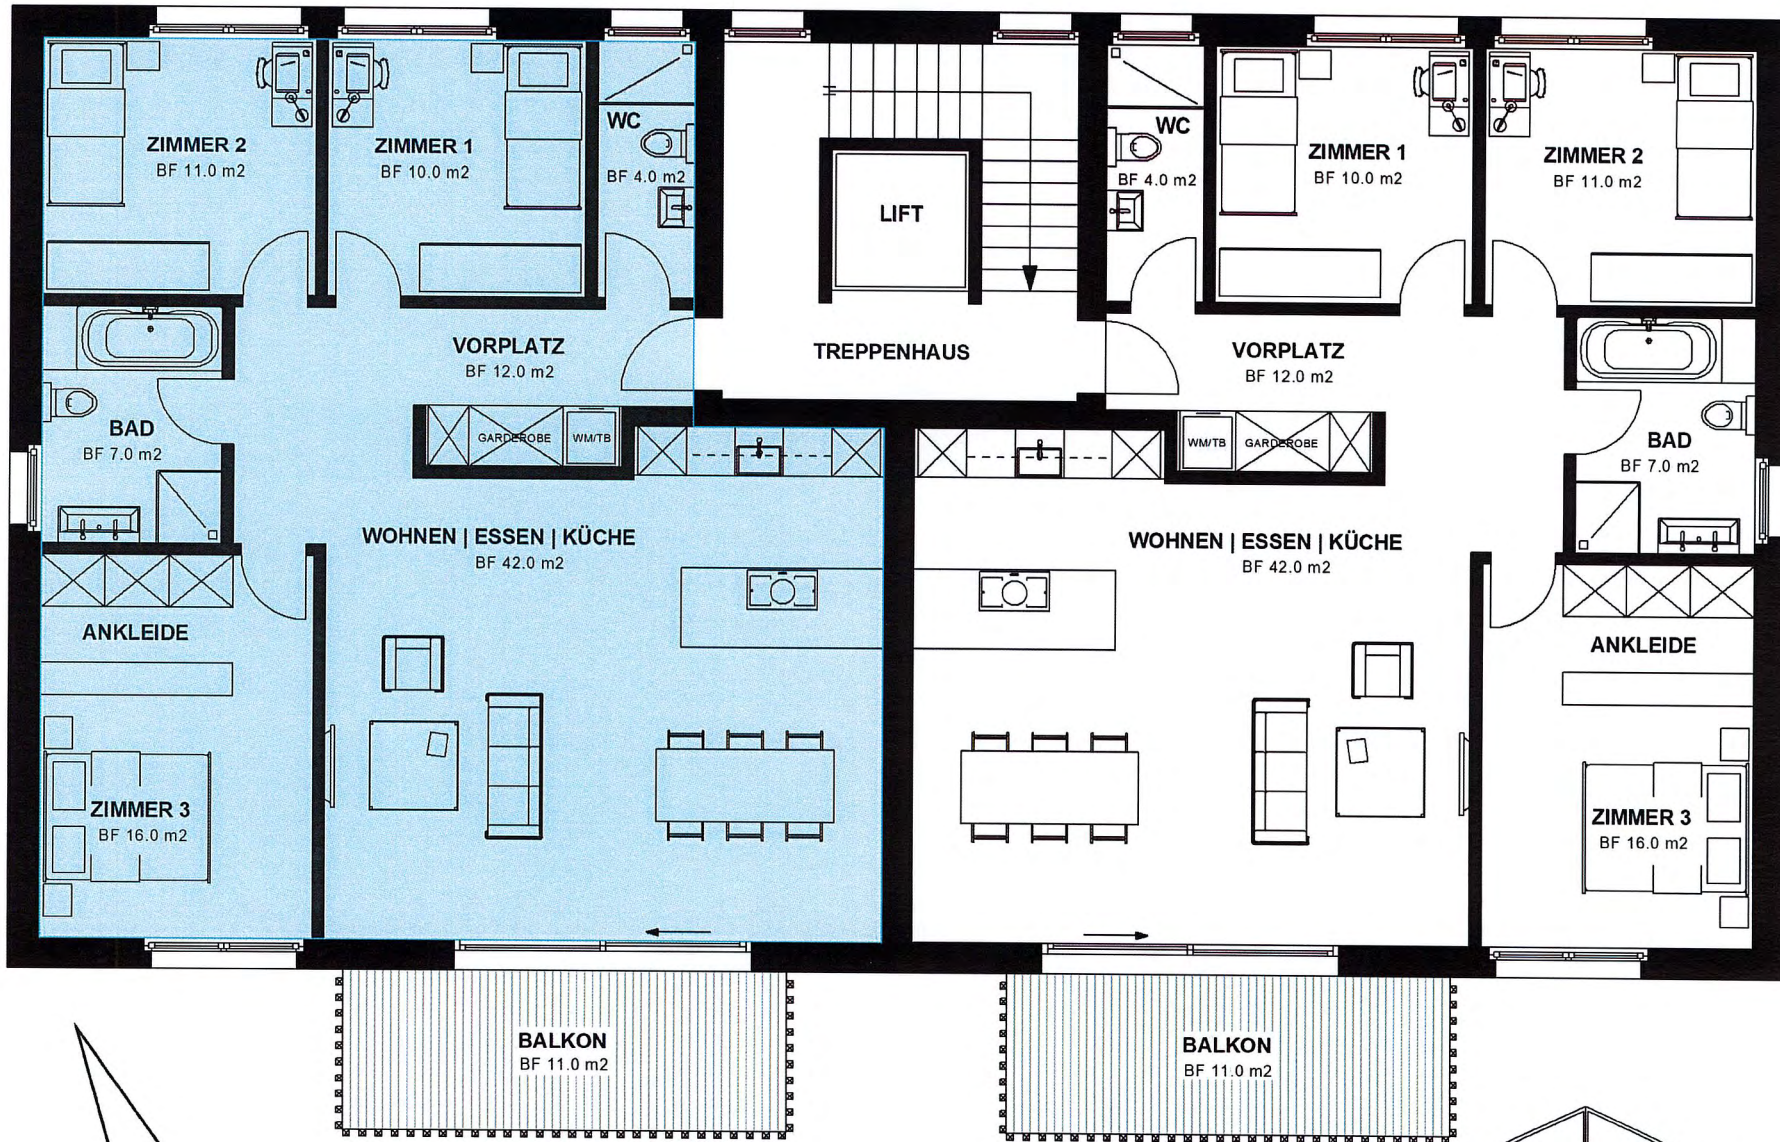 ZIMMER 2
BF 11.0 m2
ZIMMER 1
BF 10.0 m2
WC
BF 4.0 m2
LIFT
WC
BF 4.0 m2
ZIMMER 1
BF 10.0 m2
ZIMMER 2
BF 11.0 m2
VORPLATZ
BF 12.0 m2
TREPPENHAUS
VORPLATZ
BF 12.0 m2
BAD
BF 7.0 m2
GARDEROBE
WM/TB
WM/TB
GARDEROBE
BAD
BF 7.0 m2
WOHNEN | ESSEN | KÜCHE
BF 42.0 m2
WOHNEN | ESSEN | KÜCHE
BF 42.0 m2
ANKLEIDE
ANKLEIDE
ZIMMER 3
BF 16.0 m2
ZIMMER 3
BF 16.0 m2
BALKON
BF 11.0 m2
BALKON
BF 11.0 m2